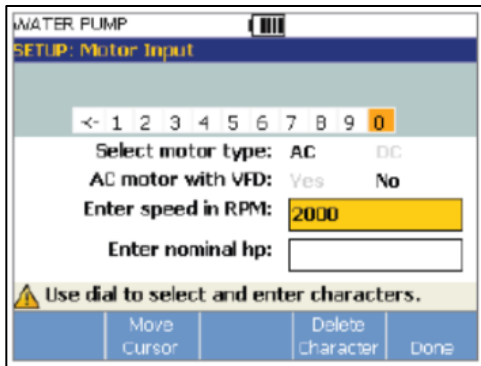 WATER PUMP
SETUP: Motor Input
<- 1 2 3 4 5 6 7 8 9 0
Select motor type: AC DC
AC motor with VFD: Yes No
Enter speed in RPM: 2000
Enter nominal hp:
Use dial to select and enter characters.
Move Cursor Delete Character Done